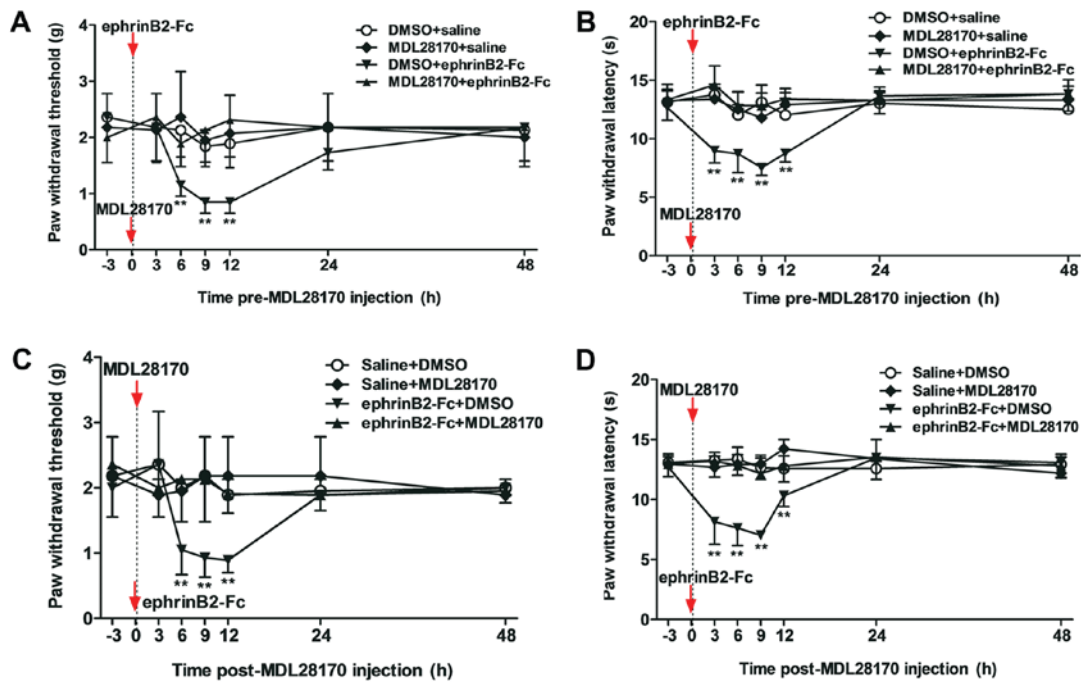 A
ephrinB2-Fc
DMSO+saline
MDL28170+saline
DMSO+ephrinB2-Fc
MDL28170+ephrinB2-Fc
Paw withdrawal threshold (g)
4
3
2
1
0
MDL28170
** ** **
-3 0 3 6 9 12 24 48
Time pre-MDL28170 injection (h)
B
ephrinB2-Fc
DMSO+saline
MDL28170+saline
DMSO+ephrinB2-Fc
MDL28170+ephrinB2-Fc
Paw withdrawal latency (s)
20
15
10
5
0
** ** ** **
MDL28170
-3 0 3 6 9 12 24 48
Time pre-MDL28170 injection (h)
C
MDL28170
Saline+DMSO
Saline+MDL28170
ephrinB2-Fc+DMSO
ephrinB2-Fc+MDL28170
Paw withdrawal threshold (g)
4
3
2
1
0
** ** **
ephrinB2-Fc
-3 0 3 6 9 12 24 48
Time post-MDL28170 injection (h)
D
MDL28170
Saline+DMSO
Saline+MDL28170
ephrinB2-Fc+DMSO
ephrinB2-Fc+MDL28170
Paw withdrawal latency (s)
20
15
10
5
0
** ** ** **
ephrinB2-Fc
-3 0 3 6 9 12 24 48
Time post-MDL28170 injection (h)